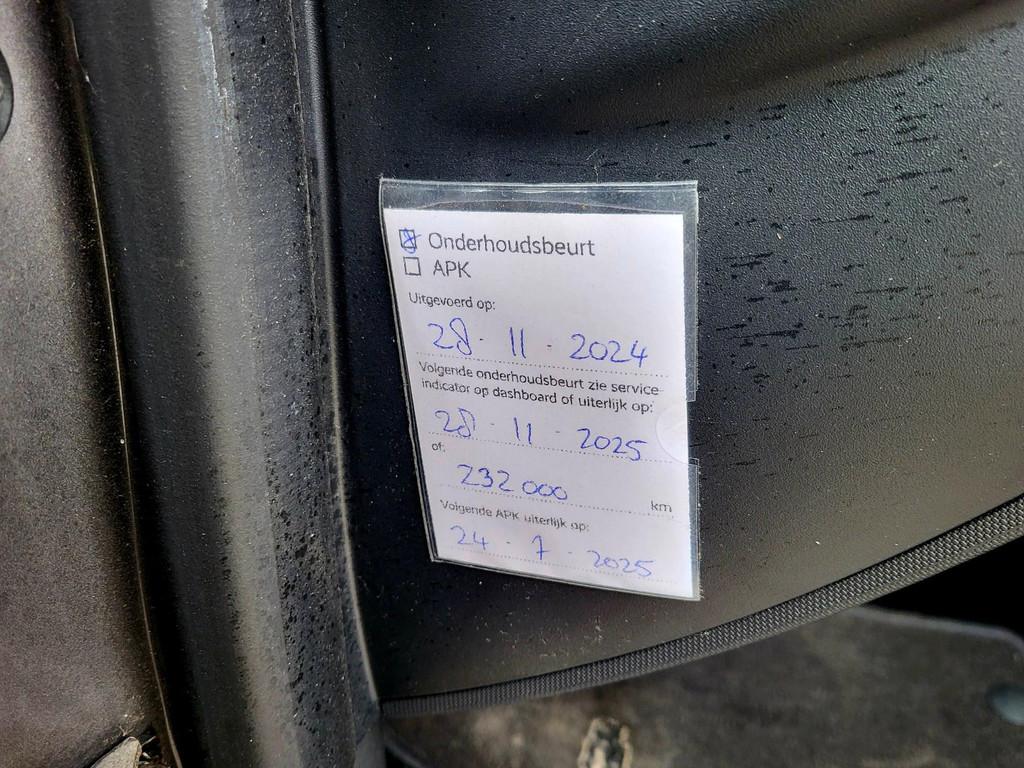 Onderhoudsbeurt
APK
Uitgevoerd op:
28 - 11 - 2024
Volgende onderhoudsbeurt zie service-
indicator op dashboard of uiterlijk op:
28 - 11 - 2025
of:
232 000 km
Volgende APK uiterlijk op:
24 - 7 - 2025